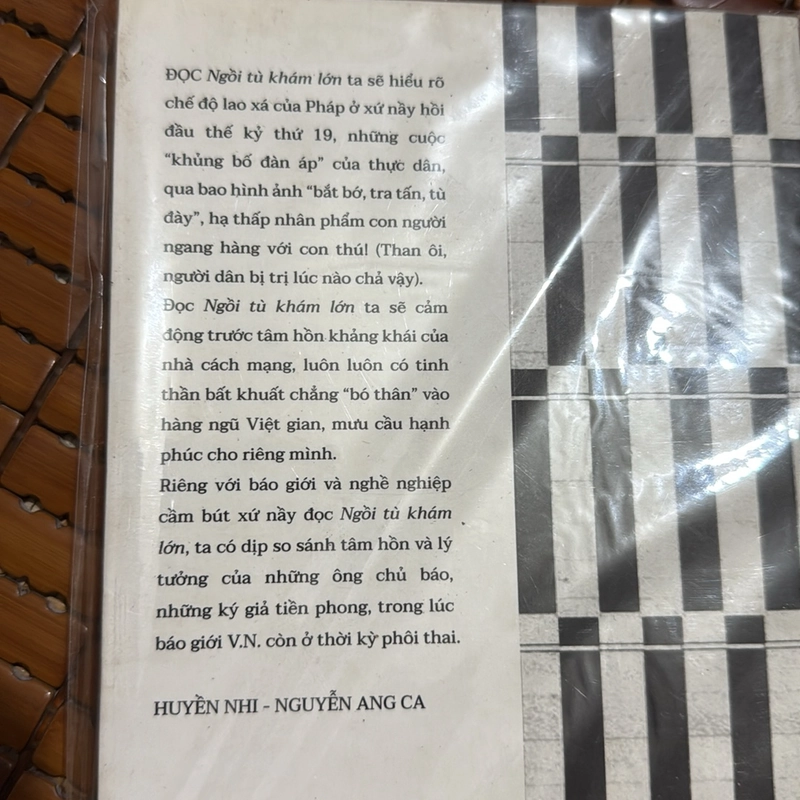 ĐỌC Ngồi tù khám lớn ta sẽ hiểu rõ
chế độ lao xá của Pháp ở xứ nầy hồi
đầu thế kỷ thứ 19, những cuộc
“khủng bố đàn áp” của thực dân,
qua bao hình ảnh “bắt bớ, tra tấn, tù
đày”, hạ thấp nhân phẩm con người
ngang hàng với con thú! (Than ôi,
người dân bị trị lúc nào chả vậy).
Đọc Ngồi tù khám lớn ta sẽ cảm
động trước tâm hồn khảng khái của
nhà cách mạng, luôn luôn có tinh
thần bất khuất chẳng “bó thân” vào
hàng ngũ Việt gian, mưu cầu hạnh
phúc cho riêng mình.
Riêng với báo giới và nghề nghiệp
cầm bút xứ nầy đọc Ngồi tù khám
lớn, ta có dịp so sánh tâm hồn và lý
tưởng của những ông chủ báo,
những ký giả tiền phong, trong lúc
báo giới V.N. còn ở thời kỳ phôi thai.
HUYỀN NHI - NGUYỄN ANG CA